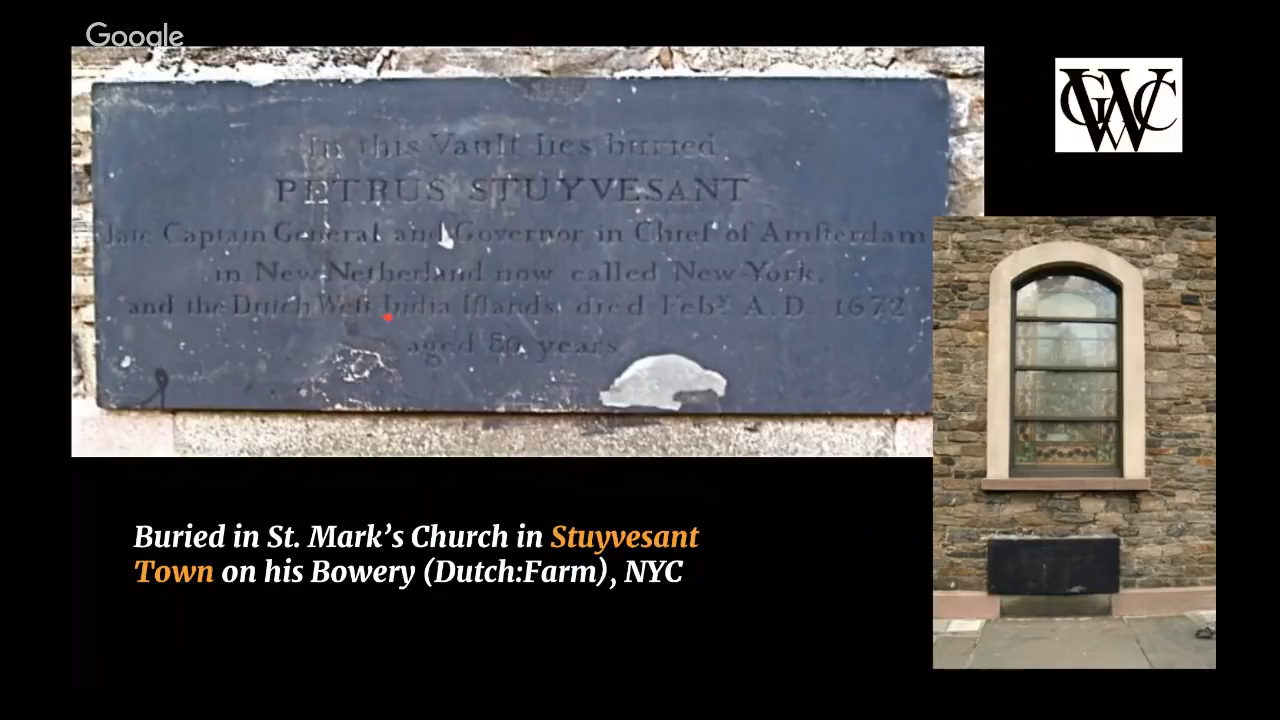 Google
In this Vault lies buried
PETRUS STUYVESANT
late Captain General and Governor in Chief of Amsterdam
in New Netherland now called New-York.
and the Dutch West India Islands, died Feby A.D 1672
aged 80 years
GWC
Buried in St. Mark’s Church in Stuyvesant
Town on his Bowery (Dutch:Farm), NYC